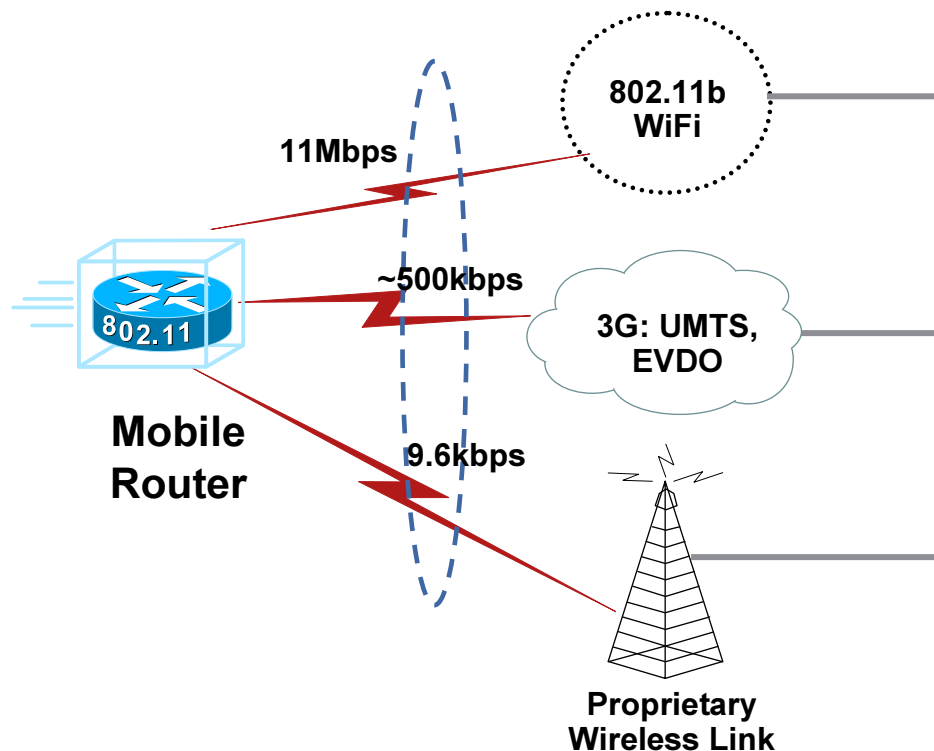 802.11b
WiFi
11Mbps
~500kbps
3G: UMTS,
EVDO
802.11
Mobile
Router
9.6kbps
Proprietary
Wireless Link